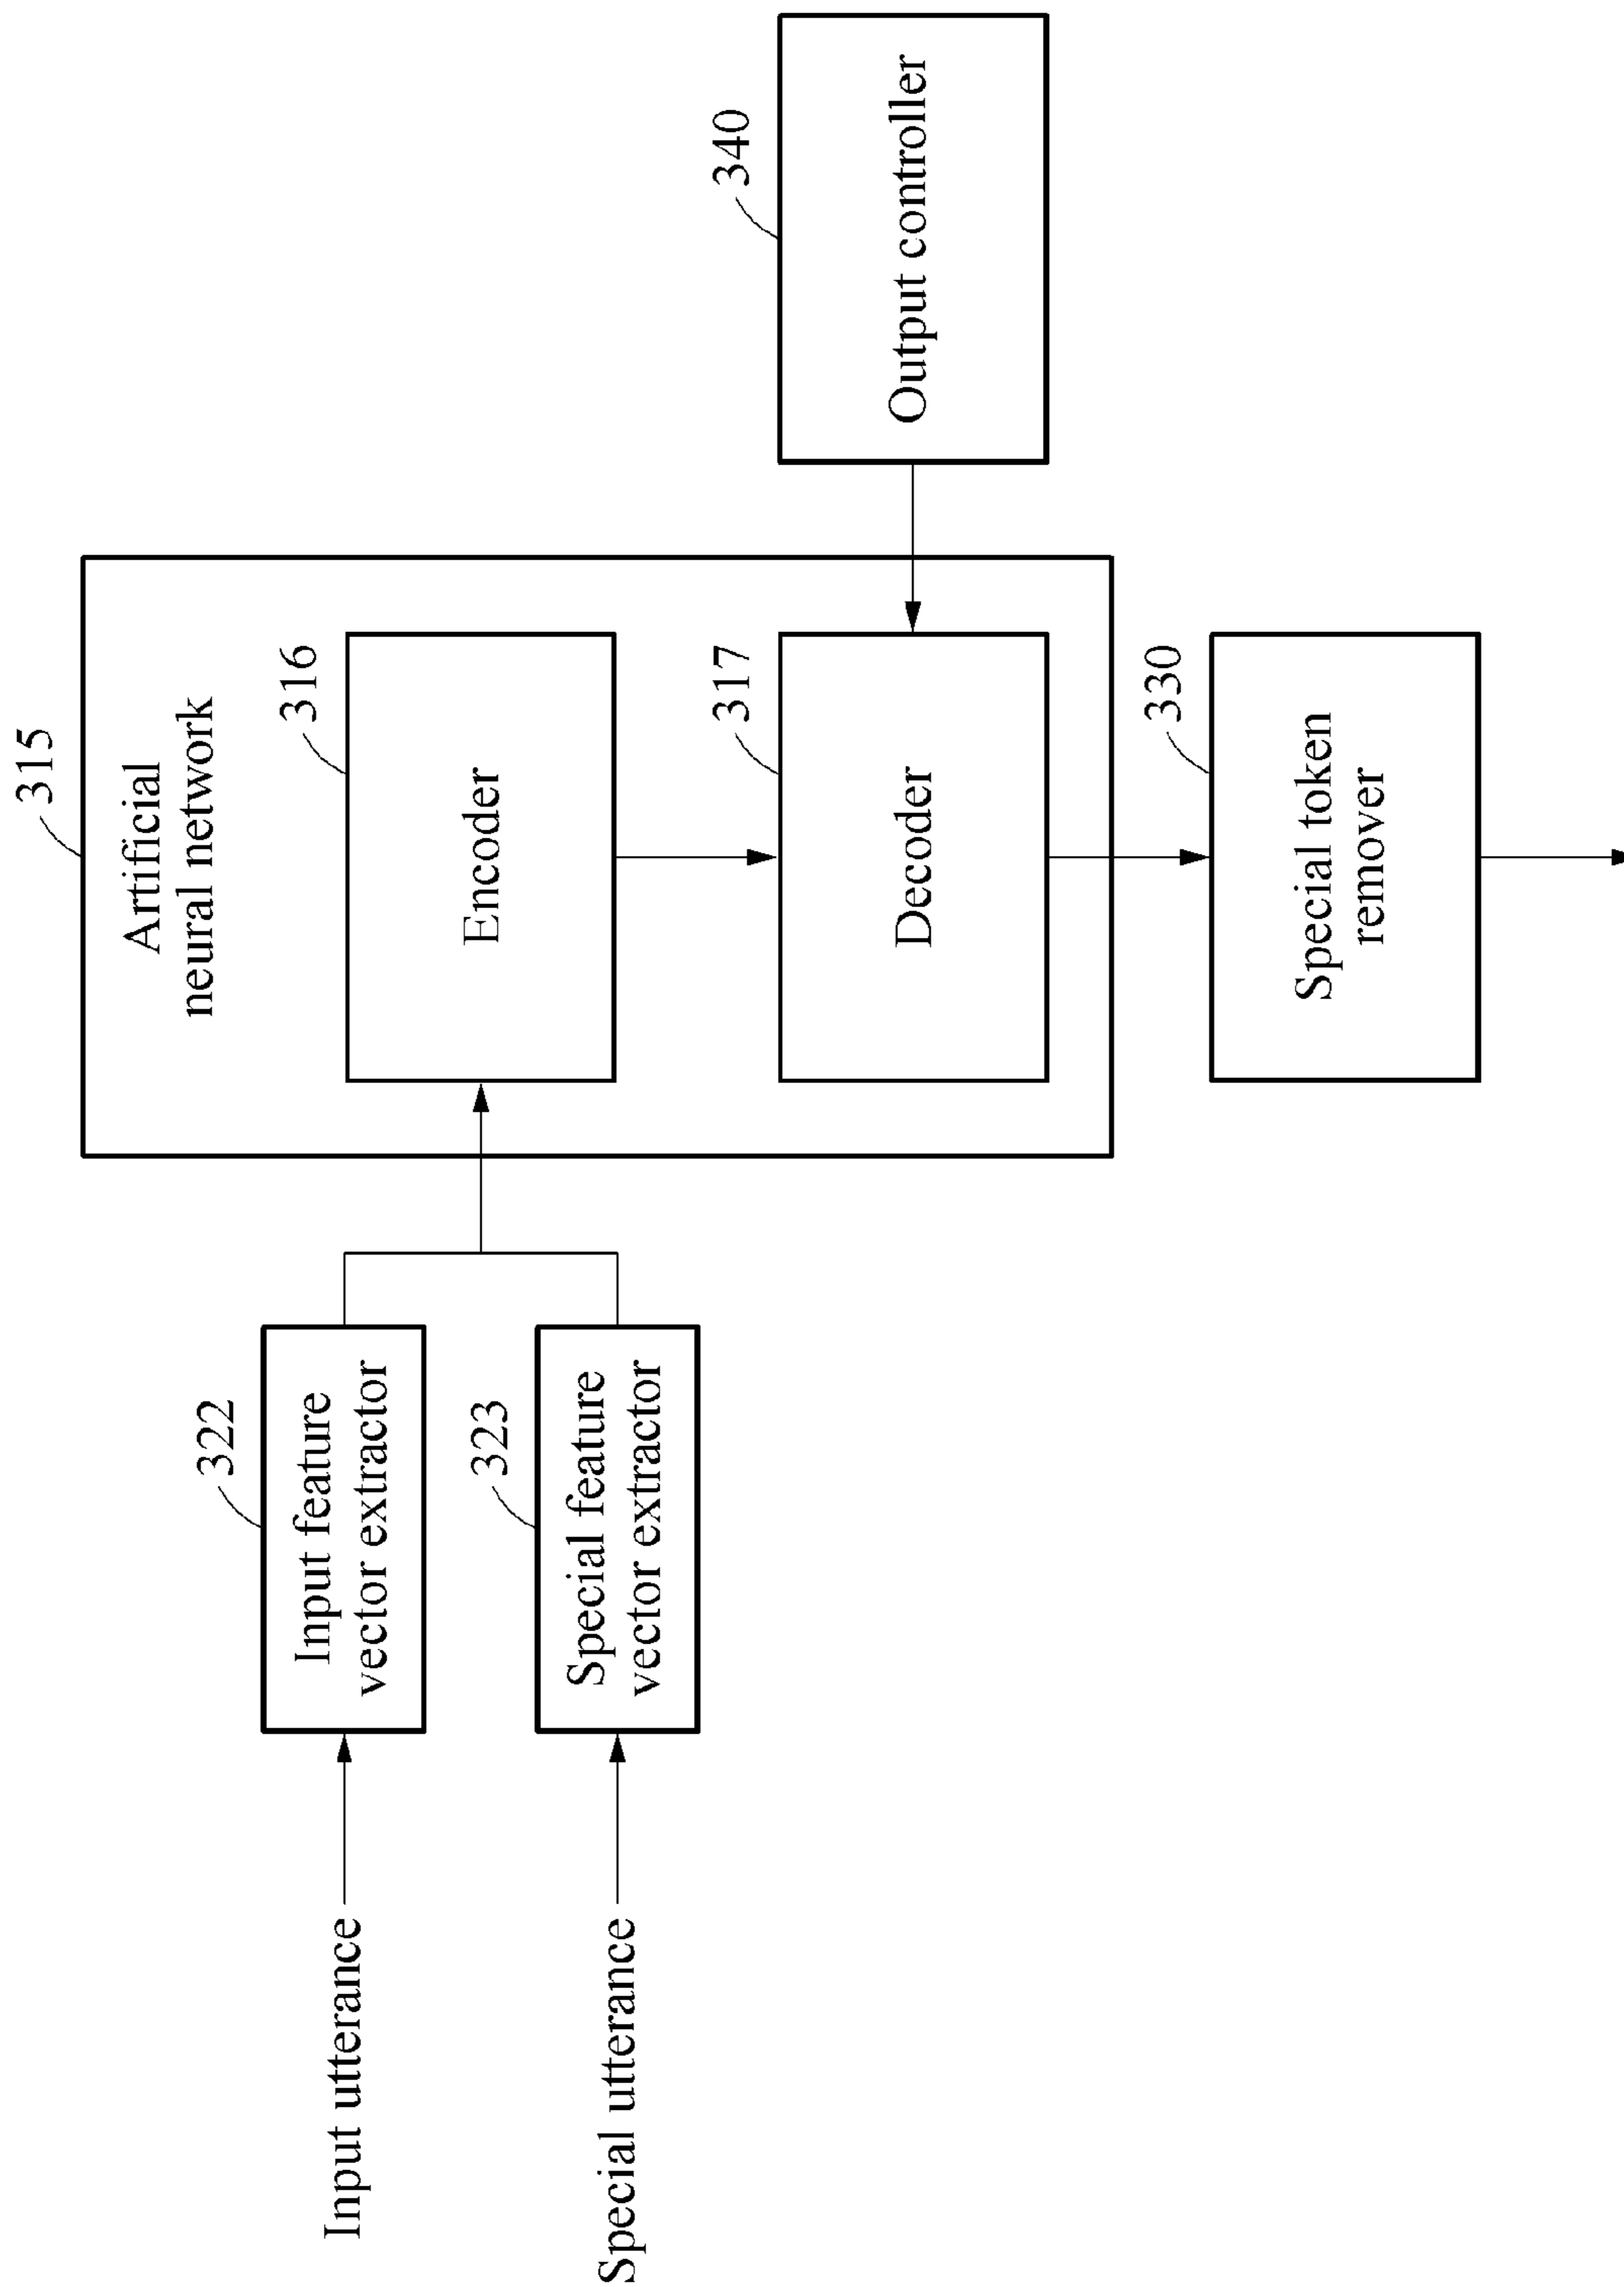 315
Artificial
neural network
316
Encoder
317
Decoder
340
Output controller
330
Special token
remover
322
Input feature
vector extractor
323
Special feature
vector extractor
Input utterance
Special utterance